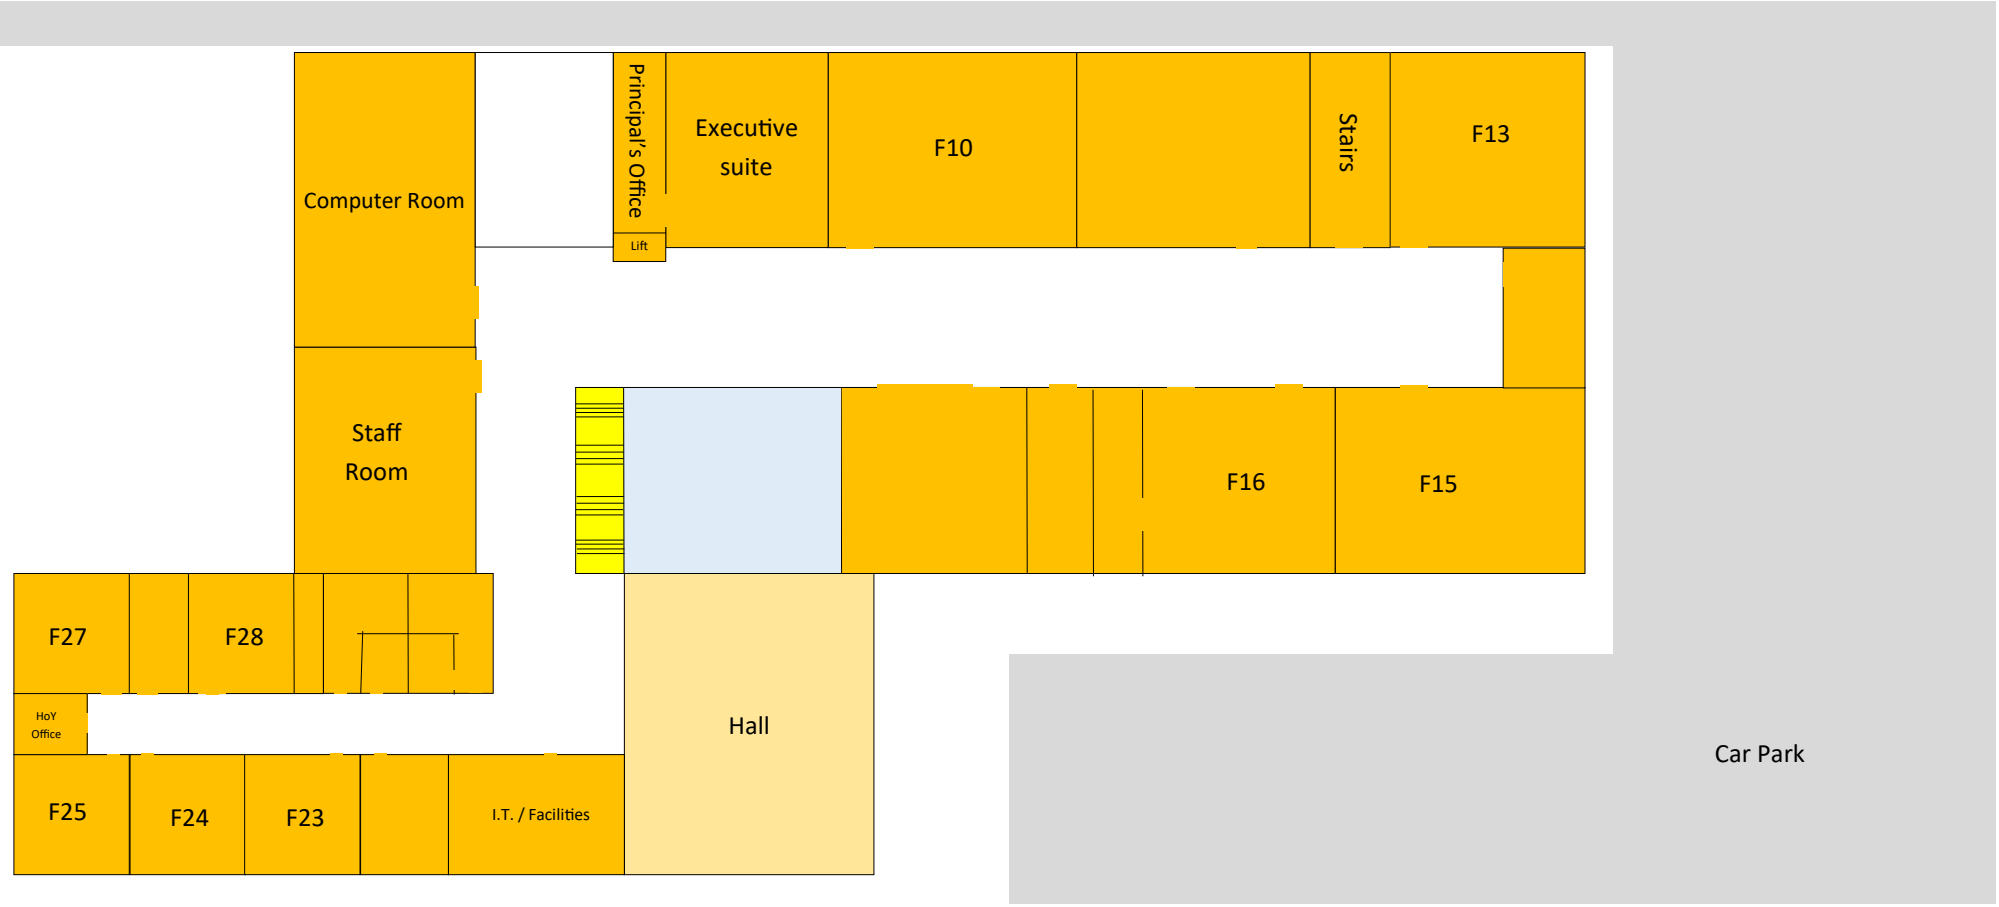 Principal’s Office
Executive
suite
F10
Stairs
F13
Computer Room
Lift
Staff
Room
F16
F15
F27
F28
HoY
Office
Hall
Car Park
F25
F24
F23
I.T. / Facilities